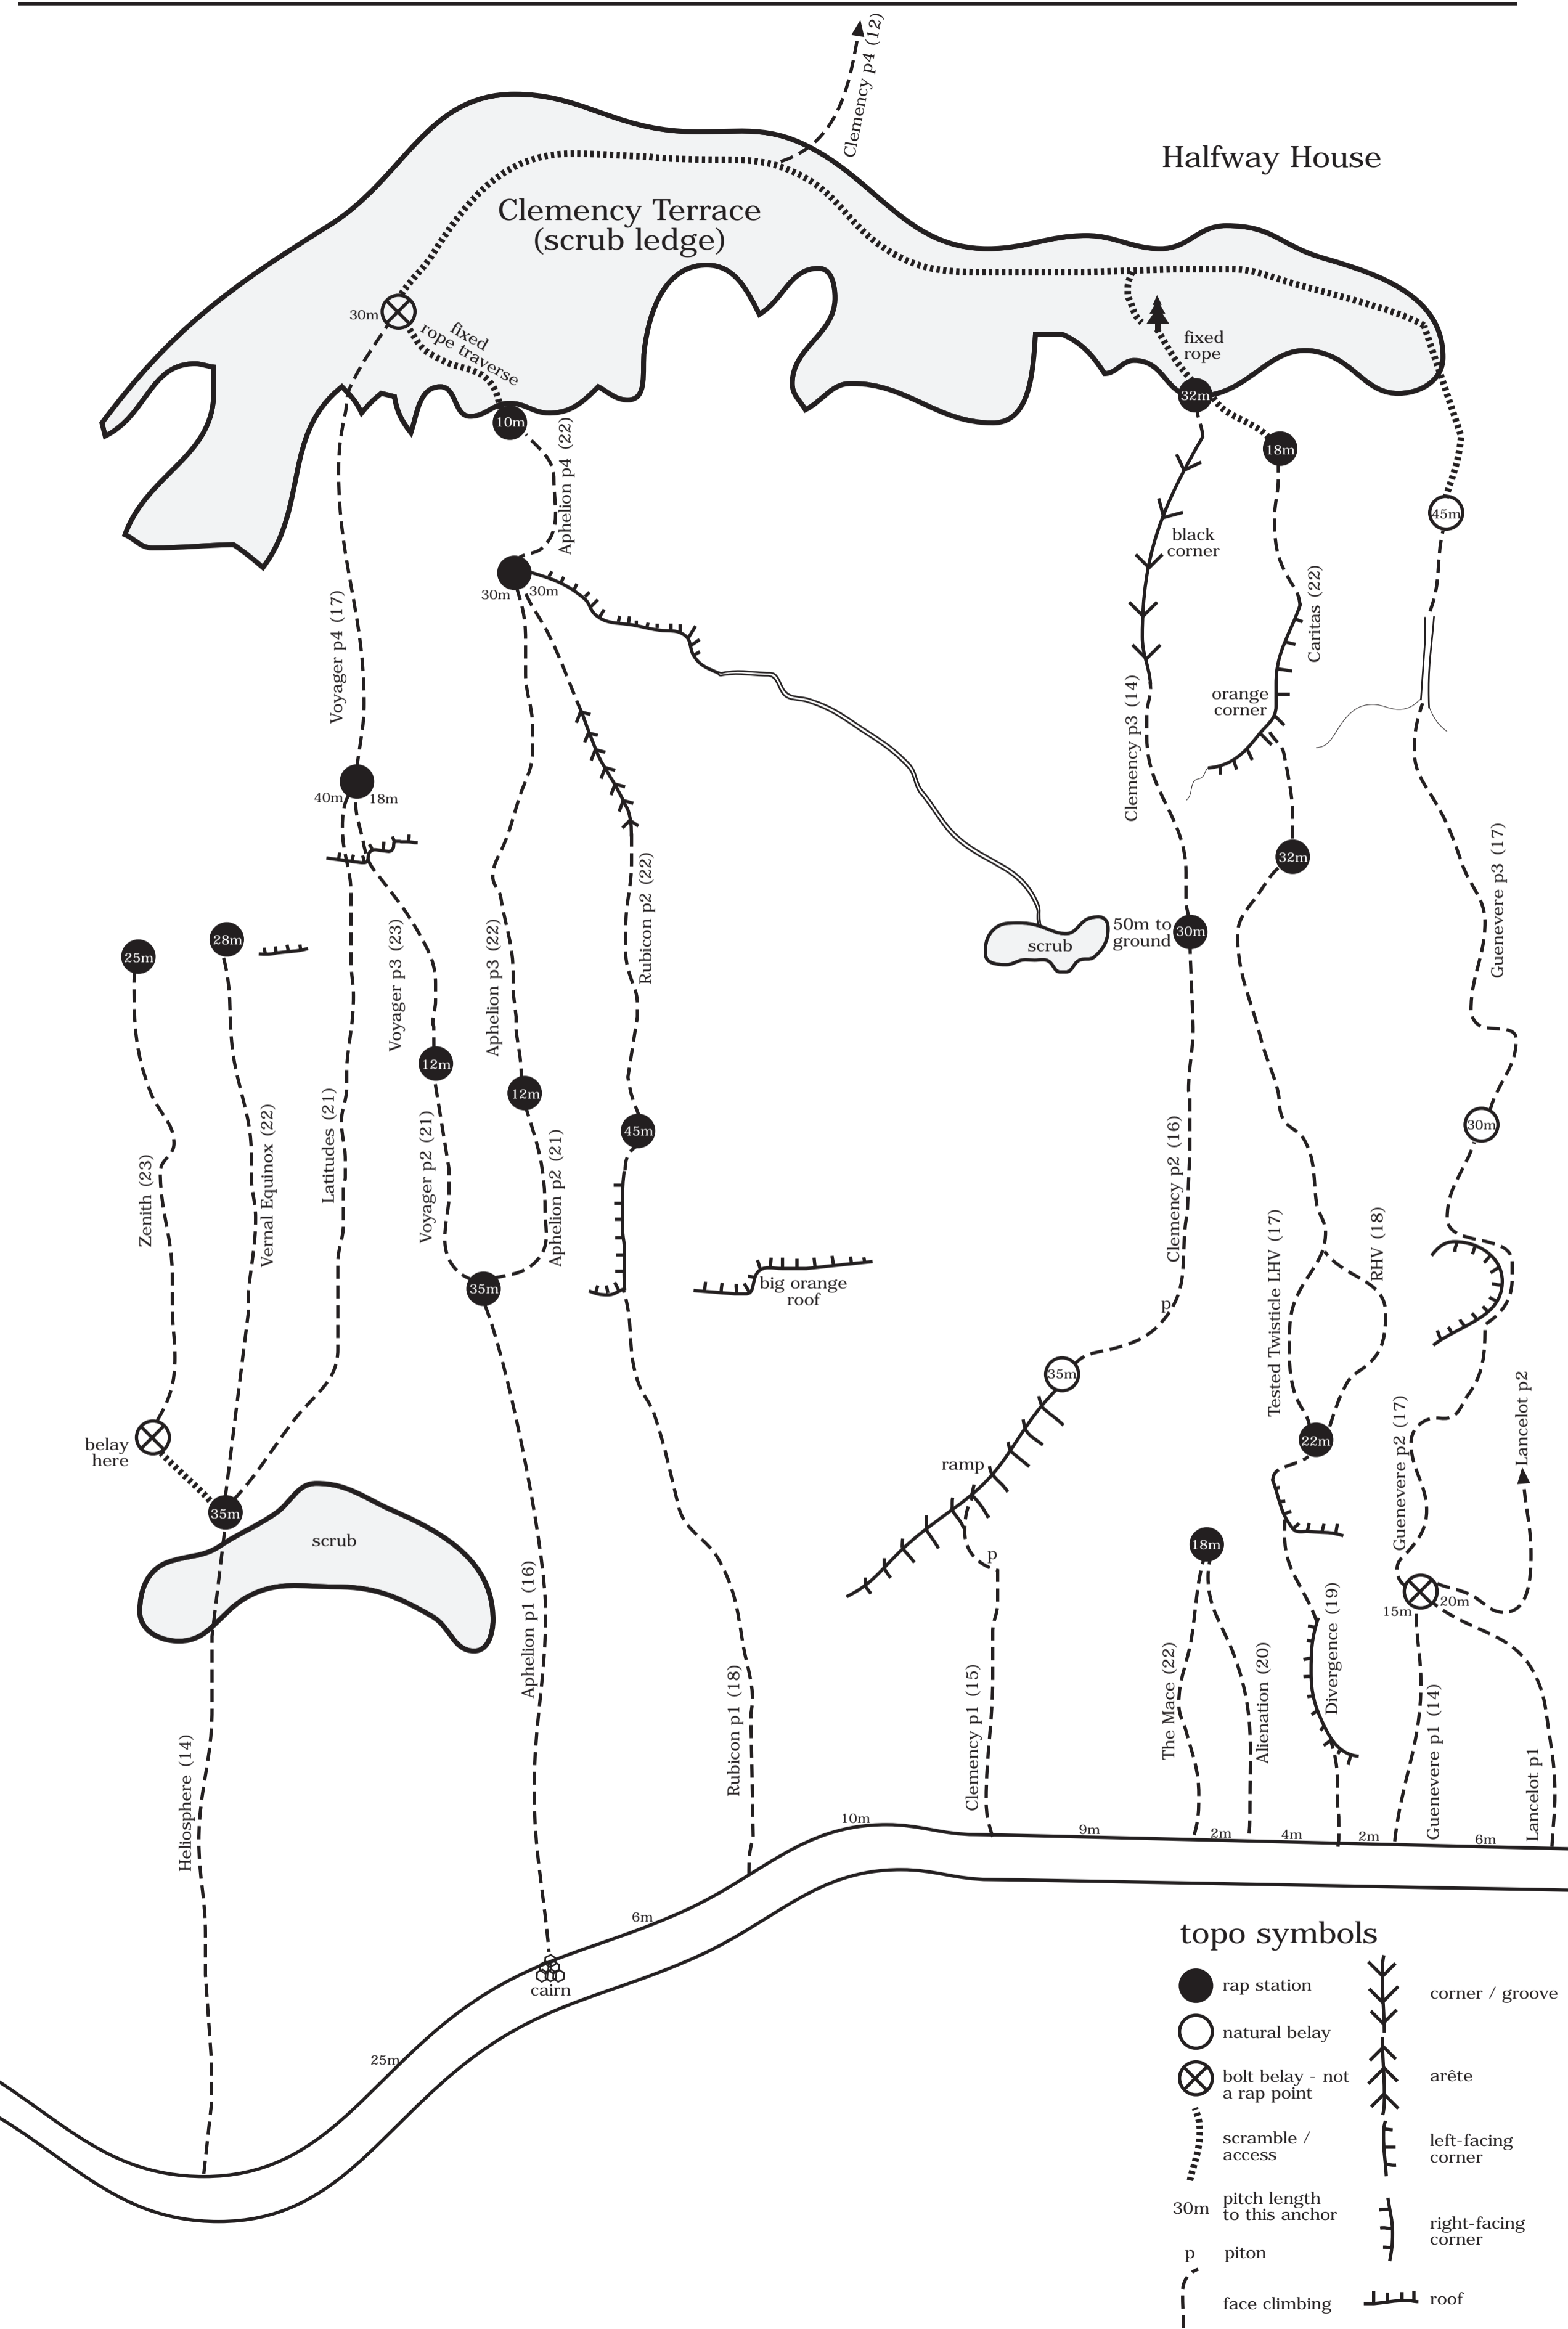 Clemency p4 (12)
Halfway House
Clemency Terrace
(scrub ledge)
30m
fixed
rope traverse
fixed
rope
32m
10m
18m
Aphelion p4 (22)
45m
black
corner
30m
30m
Voyager p4 (17)
Caritas (22)
Clemency p3 (14)
orange
corner
40m
18m
32m
Rubicon p2 (22)
Guenevere p3 (17)
28m
25m
Voyager p3 (23)
Aphelion p3 (22)
scrub
50m to
ground
30m
12m
12m
45m
30m
Zenith (23)
Vernal Equinox (22)
Latitudes (21)
Voyager p2 (21)
Aphelion p2 (21)
Clemency p2 (16)
35m
big orange
roof
p
Tested Twisticle LHV (17)
RHV (18)
35m
belay
here
22m
Guenevere p2 (17)
Lancelot p2
ramp
35m
scrub
p
18m
15m
20m
Aphelion p1 (16)
Rubicon p1 (18)
Clemency p1 (15)
The Mace (22)
Alienation (20)
Divergence (19)
Guenevere p1 (14)
Lancelot p1
Heliosphere (14)
10m
9m
2m
4m
2m
6m
6m
cairn
25m
topo symbols
rap station
natural belay
bolt belay - not
a rap point
scramble /
access
30m
pitch length
to this anchor
p
piton
face climbing
corner / groove
arête
left-facing
corner
right-facing
corner
roof